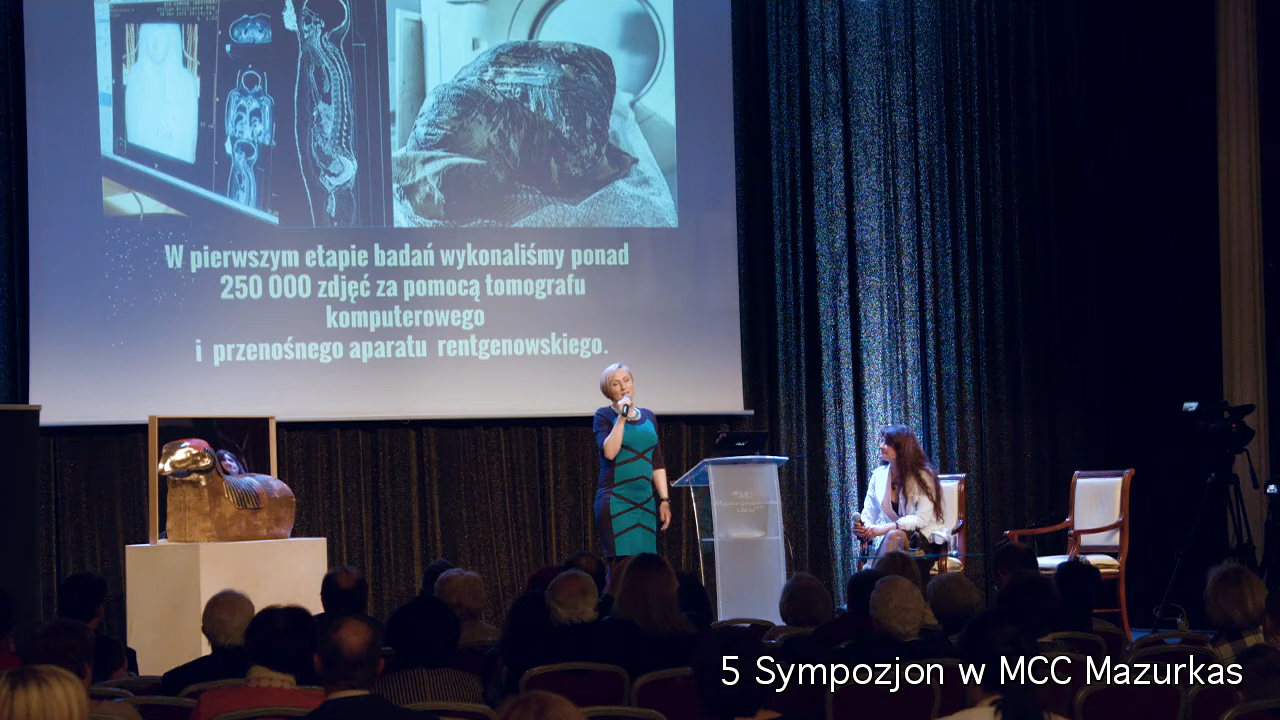 W pierwszym etapie badań wykonaliśmy ponad
250 000 zdjęć za pomocą tomografu
komputerowego
i przenośnego aparatu rentgenowskiego.
5 Sympozjon w MCC Mazurkas